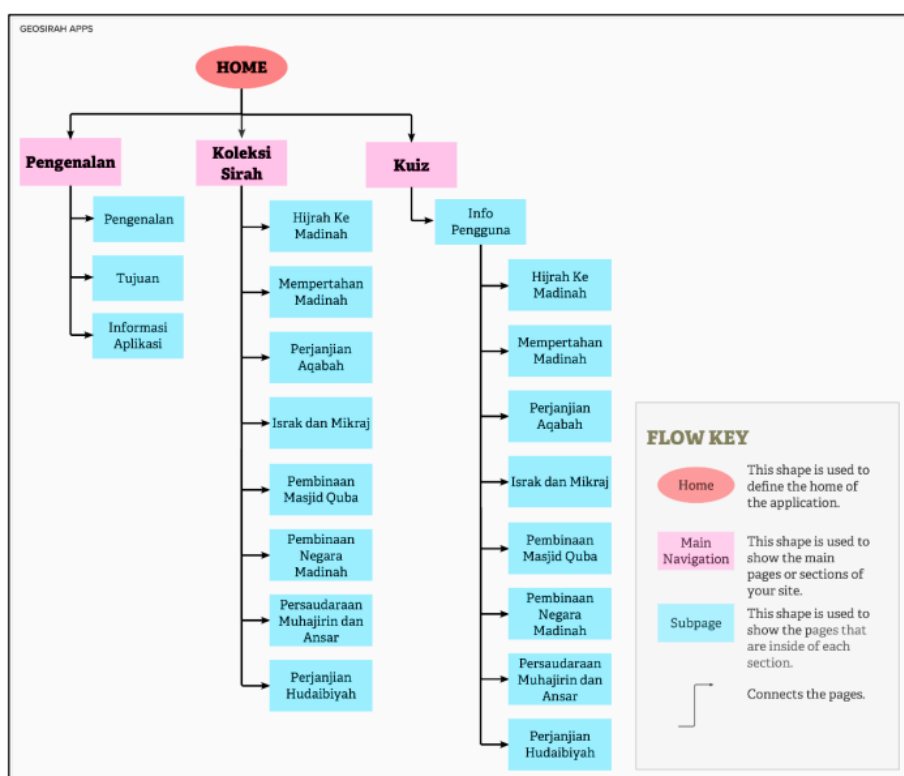 GEOSIRAH APPS
HOME
Pengenalan
Koleksi
Sirah
Kuiz
Pengenalan
Tujuan
Informasi
Aplikasi
Hijrah Ke
Madinah
Mempertahan
Madinah
Perjanjian
Aqabah
Israk dan Mikraj
Pembinaan
Masjid Quba
Pembinaan
Negara
Madinah
Persaudaraan
Muhajirin dan
Ansar
Perjanjian
Hudaibiyah
Info
Pengguna
Hijrah Ke
Madinah
Mempertahan
Madinah
Perjanjian
Aqabah
Israk dan Mikraj
Pembinaan
Masjid Quba
Pembinaan
Negara
Madinah
Persaudaraan
Muhajirin dan
Ansar
Perjanjian
Hudaibiyah
FLOW KEY
Home
This shape is used to
define the home of
the application.
Main
Navigation
This shape is used to
show the main
pages or sections of
your site.
Subpage
This shape is used to
show the pages that
are inside of each
section.
Connects the pages.